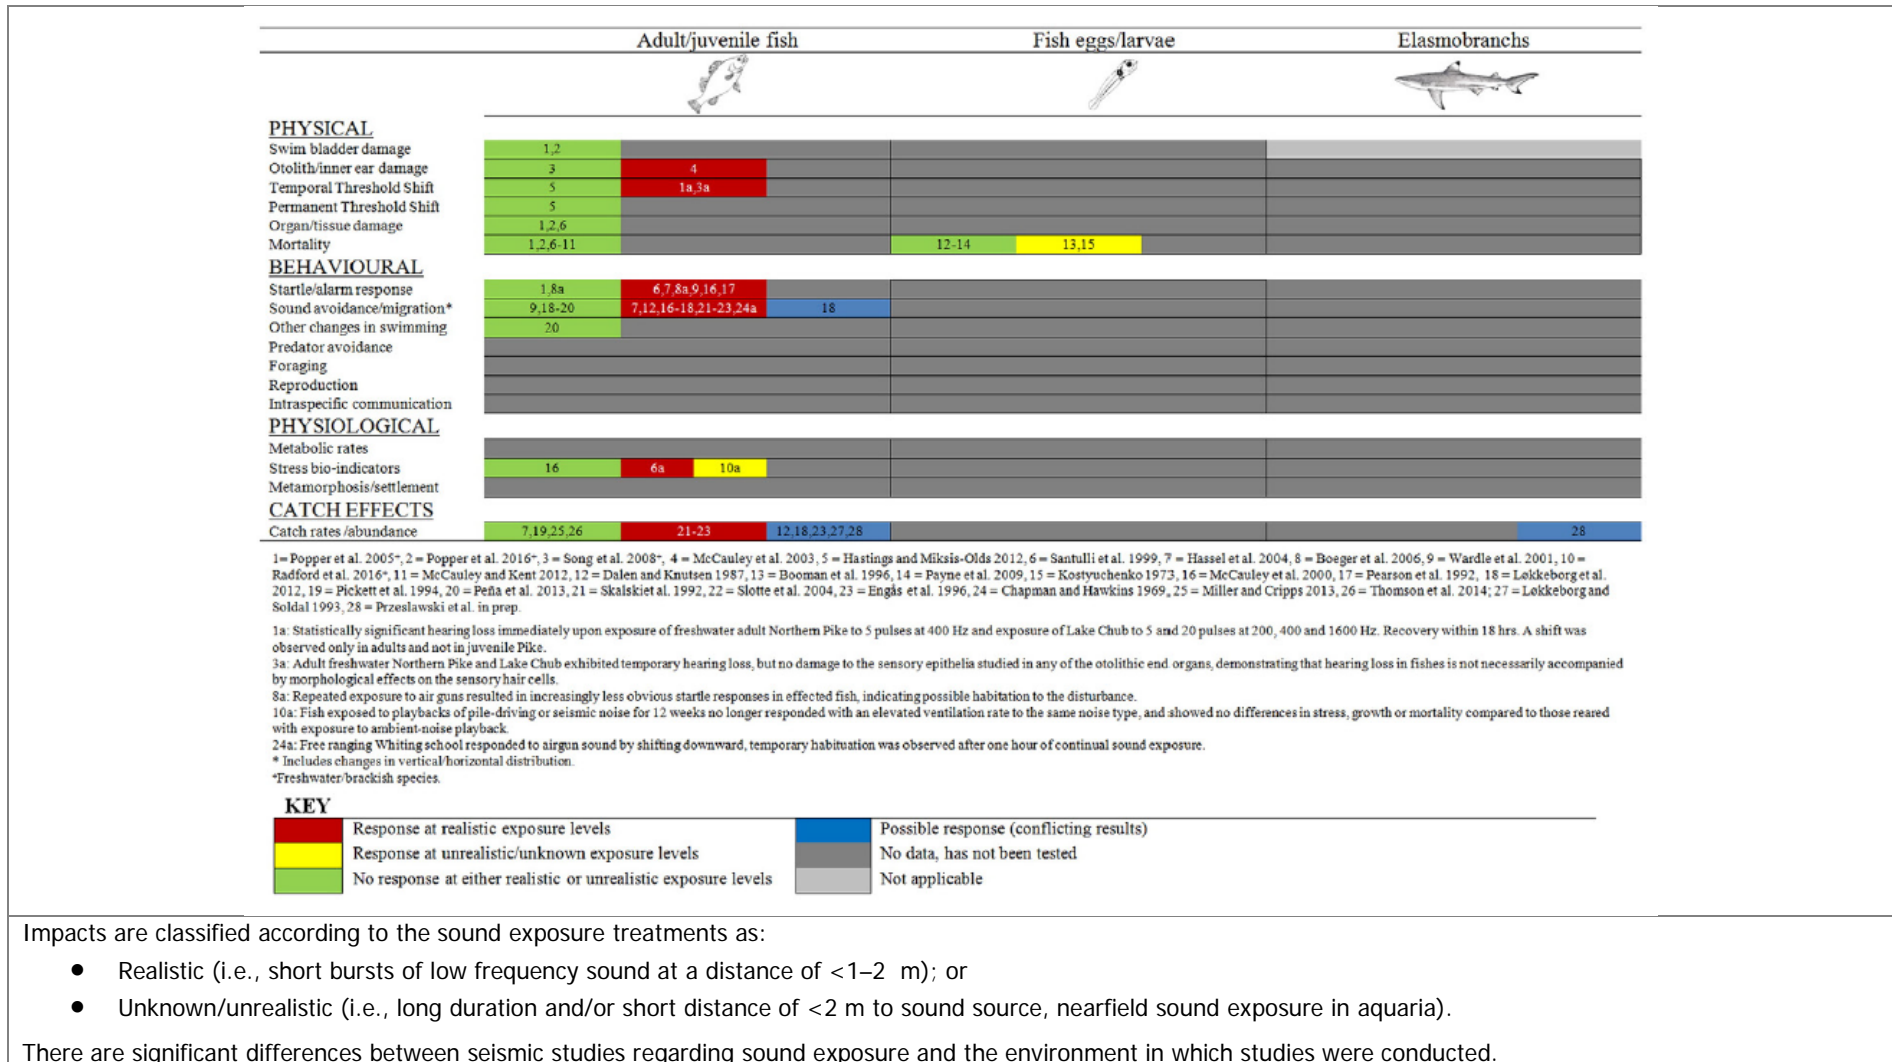 Adult/juvenile fish Fish eggs/larvae Elasmobranchs
PHYSICAL
Swim bladder damage 1,2
Otolith/inner ear damage 3 4
Temporal Threshold Shift 5 1a,3a
Permanent Threshold Shift 5
Organ/tissue damage 1,2,6
Mortality 1,2,6-11 12-14 13,15
BEHAVIOURAL
Startle/alarm response 1,8a 6,7,8a,9,16,17
Sound avoidance/migration* 9,18-20 7,12,16-18,21-23,24a 18
Other changes in swimming 20
Predator avoidance
Foraging
Reproduction
Intraspecific communication
PHYSIOLOGICAL
Metabolic rates
Stress bio-indicators 16 6a 10a
Metamorphosis/settlement
CATCH EFFECTS
Catch rates /abundance 7,19,25,26 21-23 12,18,23,27,28 28
1= Popper et al. 2005⁺, 2 = Popper et al. 2016⁺, 3 = Song et al. 2008⁺, 4 = McCauley et al. 2003, 5 = Hastings and Miksis-Olds 2012, 6 = Santulli et al. 1999, 7 = Hassel et al. 2004, 8 = Boeger et al. 2006, 9 = Wardle et al. 2001, 10 =
Radford et al. 2016⁺, 11 = McCauley and Kent 2012, 12 = Dalen and Knutsen 1987, 13 = Booman et al. 1996, 14 = Payne et al. 2009, 15 = Kostyuchenko 1973, 16 = McCauley et al. 2000, 17 = Pearson et al. 1992, 18 = Løkkeborg et al.
2012, 19 = Pickett et al. 1994, 20 = Peña et al. 2013, 21 = Skalski et al. 1992, 22 = Slotte et al. 2004, 23 = Engås et al. 1996, 24 = Chapman and Hawkins 1969, 25 = Miller and Cripps 2013, 26 = Thomson et al. 2014; 27 = Løkkeborg and
Soldal 1993, 28 = Przeslawski et al. in prep.
1a: Statistically significant hearing loss immediately upon exposure of freshwater adult Northern Pike to 5 pulses at 400 Hz and exposure of Lake Chub to 5 and 20 pulses at 200, 400 and 1600 Hz. Recovery within 18 hrs. A shift was
observed only in adults and not in juvenile Pike.
3a: Adult freshwater Northern Pike and Lake Chub exhibited temporary hearing loss, but no damage to the sensory epithelia studied in any of the otolithic end organs, demonstrating that hearing loss in fishes is not necessarily accompanied
by morphological effects on the sensory hair cells.
8a: Repeated exposure to air guns resulted in increasingly less obvious startle responses in effected fish, indicating possible habitation to the disturbance.
10a: Fish exposed to playbacks of pile-driving or seismic noise for 12 weeks no longer responded with an elevated ventilation rate to the same noise type, and showed no differences in stress, growth or mortality compared to those reared
with exposure to ambient-noise playback.
24a: Free ranging Whiting school responded to airgun sound by shifting downward, temporary habituation was observed after one hour of continual sound exposure.
* Includes changes in vertical/horizontal distribution.
⁺Freshwater/brackish species.
KEY
Response at realistic exposure levels Possible response (conflicting results)
Response at unrealistic/unknown exposure levels No data, has not been tested
No response at either realistic or unrealistic exposure levels Not applicable
Impacts are classified according to the sound exposure treatments as:
• Realistic (i.e., short bursts of low frequency sound at a distance of <1–2 m); or
• Unknown/unrealistic (i.e., long duration and/or short distance of <2 m to sound source, nearfield sound exposure in aquaria).
There are significant differences between seismic studies regarding sound exposure and the environment in which studies were conducted.